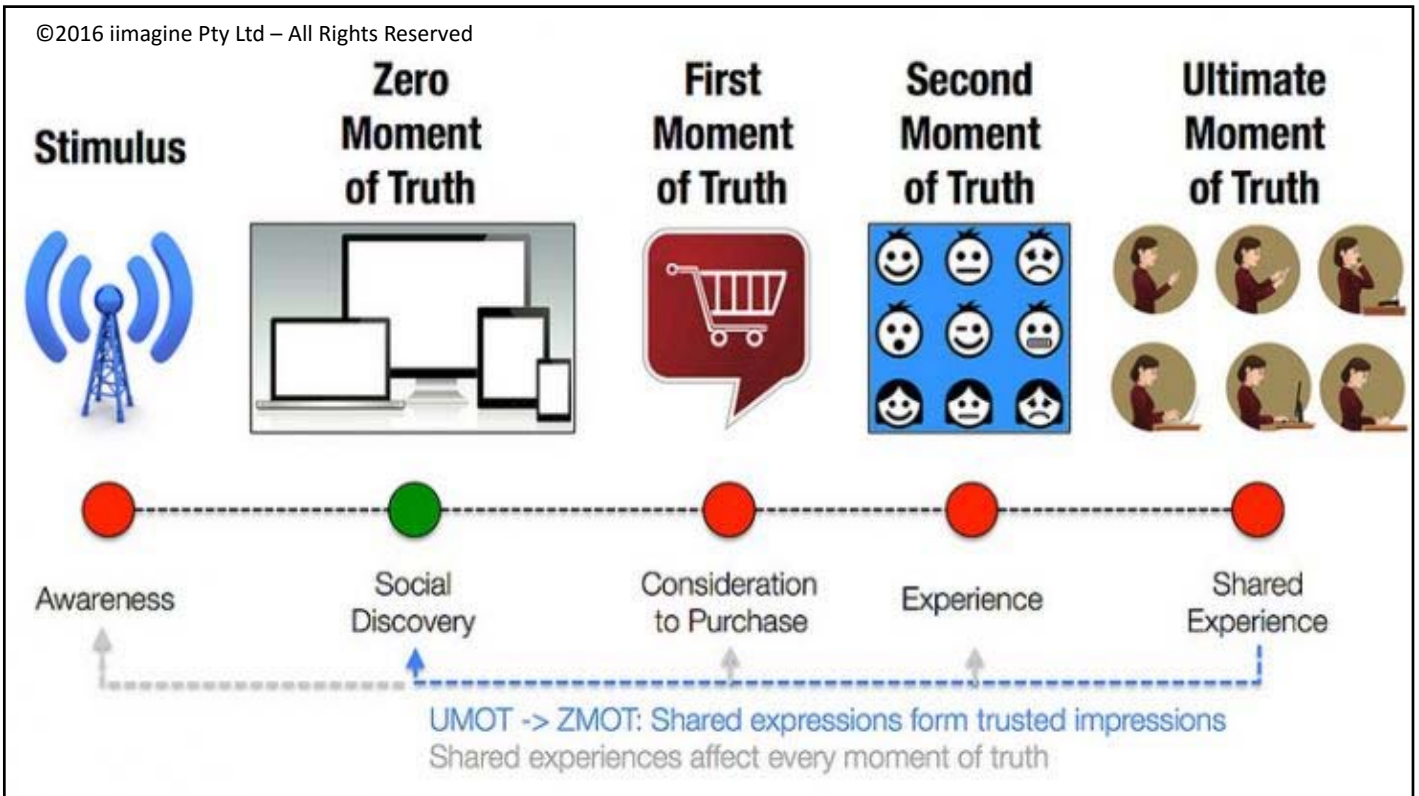 ©2016 iimagine Pty Ltd – All Rights Reserved
Stimulus
Zero
Moment
of Truth
First
Moment
of Truth
Second
Moment
of Truth
Ultimate
Moment
of Truth
Awareness
Social
Discovery
Consideration
to Purchase
Experience
Shared
Experience
UMOT -> ZMOT: Shared expressions form trusted impressions
Shared experiences affect every moment of truth